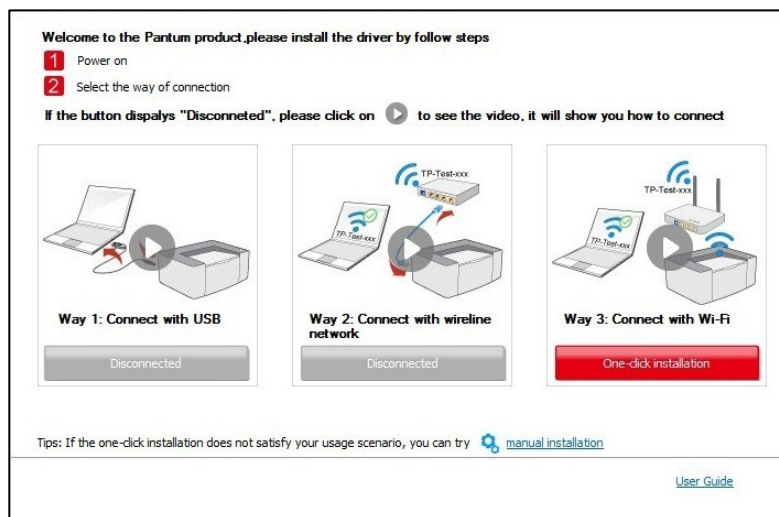 Welcome to the Pantum product,please install the driver by follow steps
1 Power on
2 Select the way of connection
If the button dispalys "Disconneted", please click on to see the video, it will show you how to connect
TP-Test-xxx
TP-Test-xxx
TP-Test-xxx
TP-Test-xxx
Way 1: Connect with USB
Way 2: Connect with wireline
network
Way 3: Connect with Wi-Fi
Disconnected
Disconnected
One-click installation
Tips: If the one-click installation does not satisfy your usage scenario, you can try manual installation
User Guide